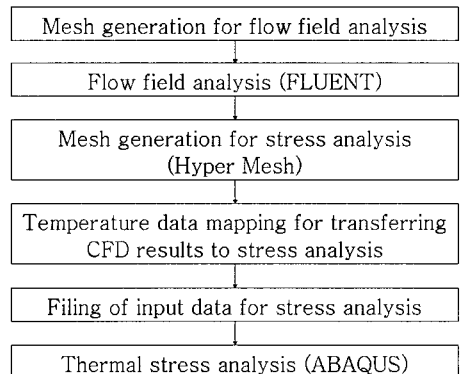 Mesh generation for flow field analysis
Flow field analysis (FLUENT)
Mesh generation for stress analysis
(Hyper Mesh)
Temperature data mapping for transferring
CFD results to stress analysis
Filing of input data for stress analysis
Thermal stress analysis (ABAQUS)